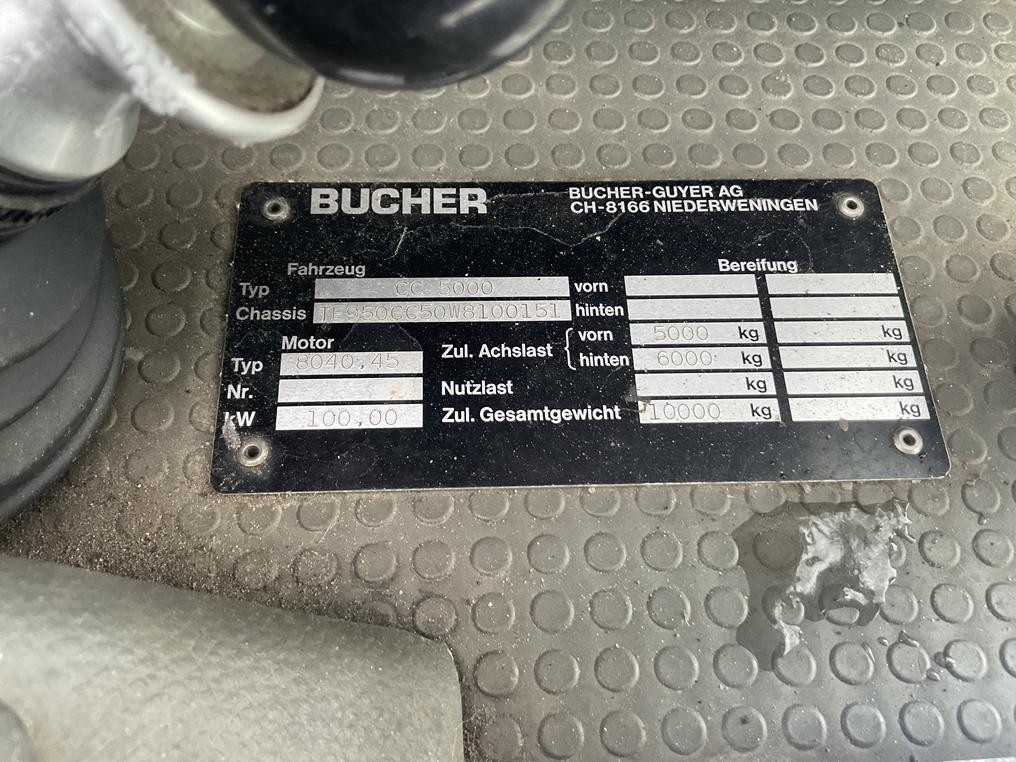 BUCHER
BUCHER-GUYER AG
CH-8166 NIEDERWENINGEN
Fahrzeug
Bereifung
Typ CC 5000 vorn
Chassis TEB950CC50W8100151 hinten
Motor
Typ 8040,45
Nr.
kW 100,00
Zul. Achslast vorn 5000 kg kg
hinten 6000 kg kg
Nutzlast kg kg
Zul. Gesamtgewicht 10000 kg kg